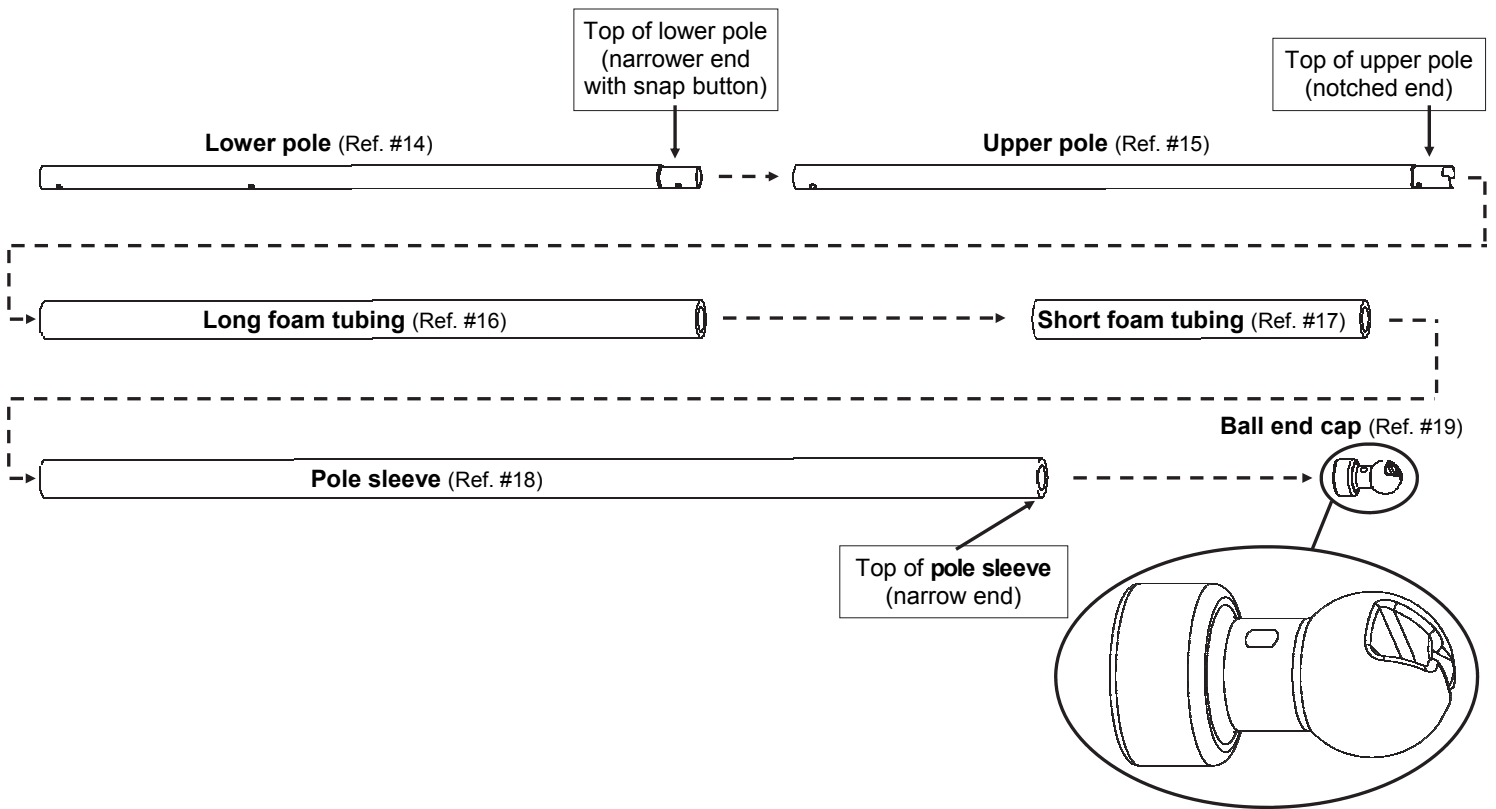 Top of lower pole
(narrower end
with snap button)
Top of upper pole
(notched end)
Lower pole (Ref. #14)
Upper pole (Ref. #15)
Long foam tubing (Ref. #16)
Short foam tubing (Ref. #17)
Ball end cap (Ref. #19)
Pole sleeve (Ref. #18)
Top of pole sleeve
(narrow end)